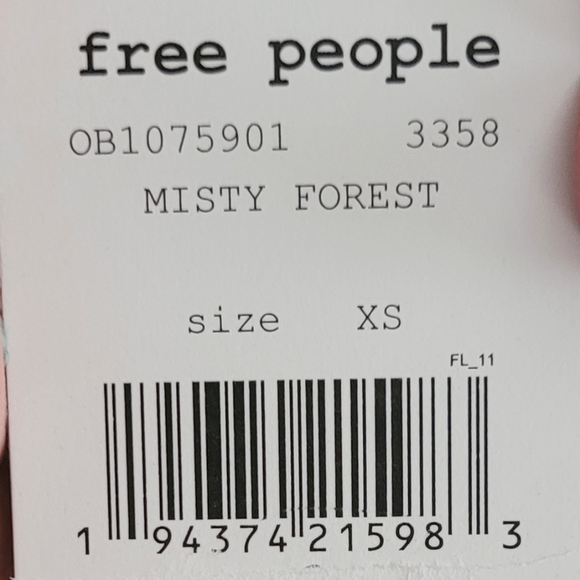 free people
OB1075901 3358
MISTY FOREST
size XS
FL_11
1 94374 21598 3